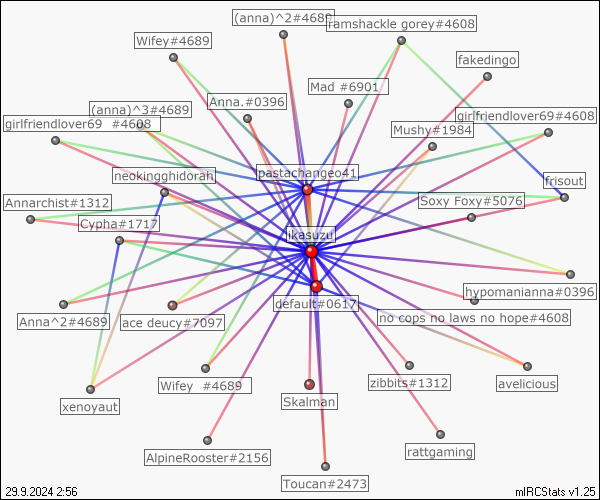 (anna)^2#4689
ramshackle gorey#4608
Wifey#4689
fakedingo
Mad #6901
Anna.#0396
(anna)^3#4689
girlfriendlover69 #4608
girlfriendlover69#4608
Mushy#1984
pastachangeo41
neokingghidorah
frisout
Annarchist#1312
Soxy Foxy#5076
Cypha#1717
ikasuzu
hypomanianna#0396
default#0617
Anna^2#4689
ace deucy#7097
no cops no laws no hope#4608
Wifey #4689
zibbits#1312
avelicious
xenoyaut
Skalman
AlpineRooster#2156
rattgaming
Toucan#2473
29.9.2024 2:56
mIRCStats v1.25